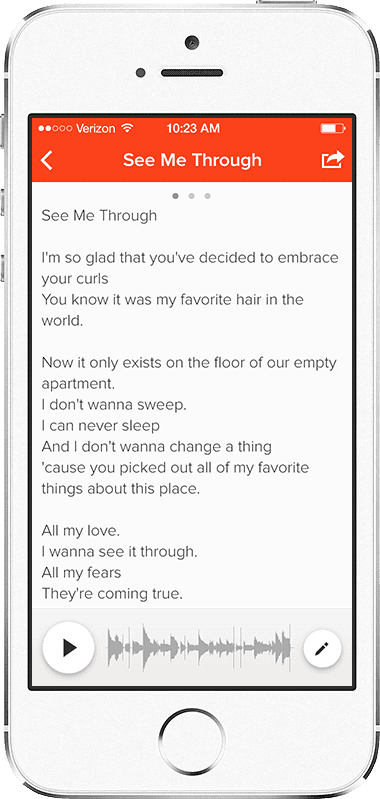 Verizon 10:23 AM
See Me Through
See Me Through
I'm so glad that you've decided to embrace
your curls
You know it was my favorite hair in the
world.
Now it only exists on the floor of our empty
apartment.
I don't wanna sweep.
I can never sleep
And I don't wanna change a thing
'cause you picked out all of my favorite
things about this place.
All my love.
I wanna see it through.
All my fears
They're coming true.